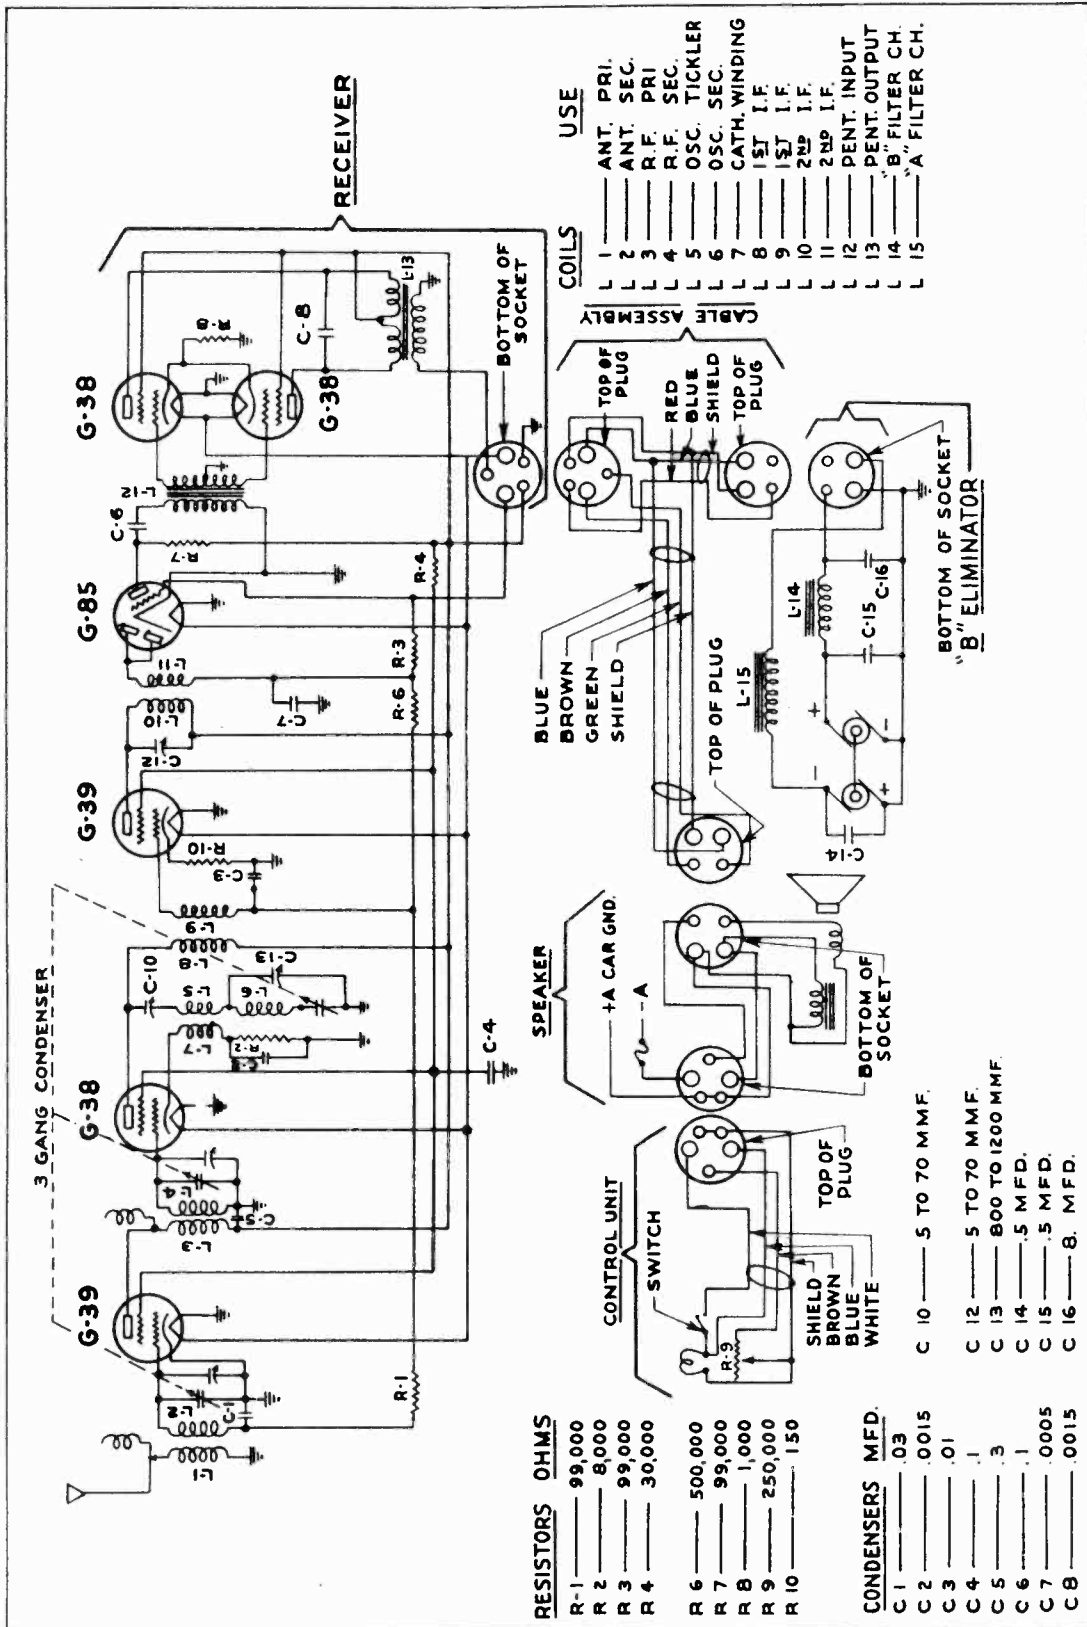 3 GANG CONDENSER
G-39
G-38
G-39
G-85
G-38
G-38
RECEIVER
L-1
L-2
C-1
R-1
L-3
L-4
C-5
L-7
R-2
L-5
C-10
L-6
C-13
L-8
L-9
C-4
C-3
R-10
C-12
L-10
L-11
C-7
R-6
R-3
R-4
R-7
C-6
L-12
R-8
C-8
L-13
BOTTOM OF
SOCKET
CONTROL UNIT
SWITCH
R-9
SHIELD
BROWN
BLUE
WHITE
TOP OF
PLUG
SPEAKER
+A CAR GND.
-A
BOTTOM OF
SOCKET
BLUE
BROWN
GREEN
SHIELD
TOP OF PLUG
CABLE ASSEMBLY
TOP OF
PLUG
RED
BLUE
SHIELD
TOP OF
PLUG
L-15
L-14
C-14
C-15
C-16
+
-
-
+
BOTTOM OF SOCKET
"B" ELIMINATOR
RESISTORS OHMS
R-1 99,000
R 2 8,000
R 3 99,000
R 4 30,000
R 6 500,000
R 7 99,000
R 8 1,000
R 9 250,000
R 10 150
CONDENSERS MFD.
C 1 .03
C 2 .0015
C 3 .01
C 4 .1
C 5 .3
C 6 .1
C 7 .0005
C 8 .0015
C 10 5 TO 70 MMF.
C 12 5 TO 70 MMF.
C 13 800 TO 1200 MMF.
C 14 .5 MFD.
C 15 .5 MFD.
C 16 8. MFD.
COILS USE
L 1 ANT. PRI.
L 2 ANT. SEC.
L 3 R.F. PRI
L 4 R.F. SEC.
L 5 OSC. TICKLER
L 6 OSC. SEC.
L 7 CATH. WINDING
L 8 1ST I.F.
L 9 1ST I.F.
L 10 2ND I.F.
L 11 2ND I.F.
L 12 PENT. INPUT
L 13 PENT. OUTPUT
L 14 "B" FILTER CH.
L 15 "A" FILTER CH.